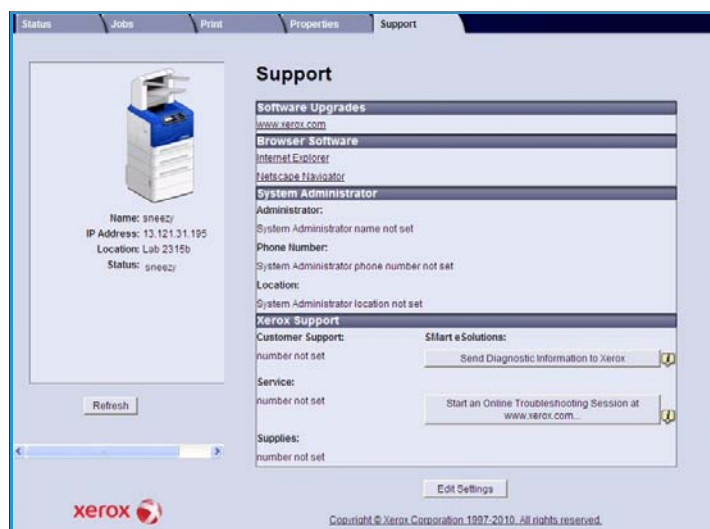 Status Jobs Print Properties Support
Name: sneezy
IP Address: 13.121.31.195
Location: Lab 2315b
Status: sneezy
Refresh
xerox
Support
Software Upgrades
www.xerox.com
Browser Software
Internet Explorer
Netscape Navigator
System Administrator
Administrator:
System Administrator name not set
Phone Number:
System Administrator phone number not set
Location:
System Administrator location not set
Xerox Support
Customer Support: SMart eSolutions:
number not set Send Diagnostic Information to Xerox
Service:
number not set Start an Online Troubleshooting Session at
www.xerox.com...
Supplies:
number not set
Edit Settings
Copyright © Xerox Corporation 1997-2010. All rights reserved.